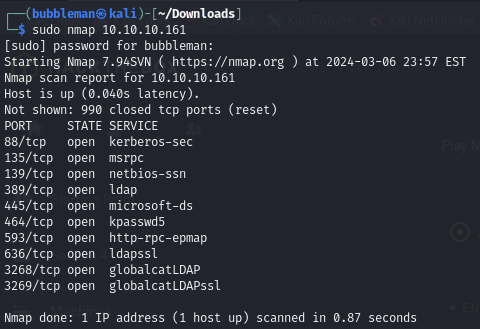 (bubbleman㉿kali)-[~/Downloads]
$ sudo nmap 10.10.10.161
[sudo] password for bubbleman:
Starting Nmap 7.94SVN ( https://nmap.org ) at 2024-03-06 23:57 EST
Nmap scan report for 10.10.10.161
Host is up (0.040s latency).
Not shown: 990 closed tcp ports (reset)
PORT     STATE SERVICE
88/tcp   open  kerberos-sec
135/tcp  open  msrpc
139/tcp  open  netbios-ssn
389/tcp  open  ldap
445/tcp  open  microsoft-ds
464/tcp  open  kpasswd5
593/tcp  open  http-rpc-epmap
636/tcp  open  ldapssl
3268/tcp open  globalcatLDAP
3269/tcp open  globalcatLDAPssl
Nmap done: 1 IP address (1 host up) scanned in 0.87 seconds
Kali Forums
Kali NetHunter
Play M